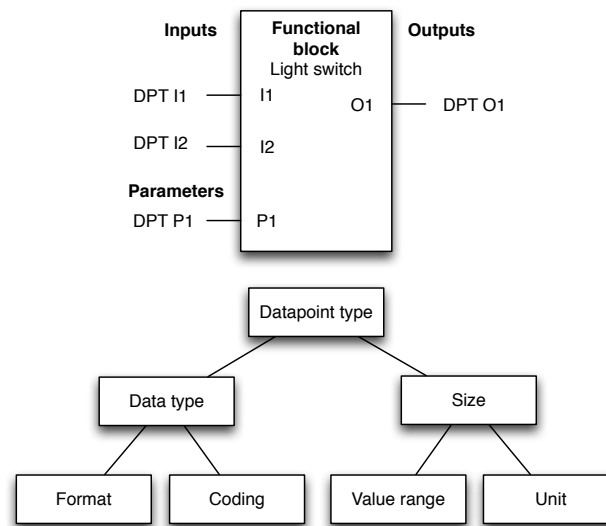 Inputs
Functional
block
Light switch
Outputs
DPT I1
I1
O1
DPT O1
DPT I2
I2
Parameters
DPT P1
P1
Datapoint type
Data type
Size
Format
Coding
Value range
Unit